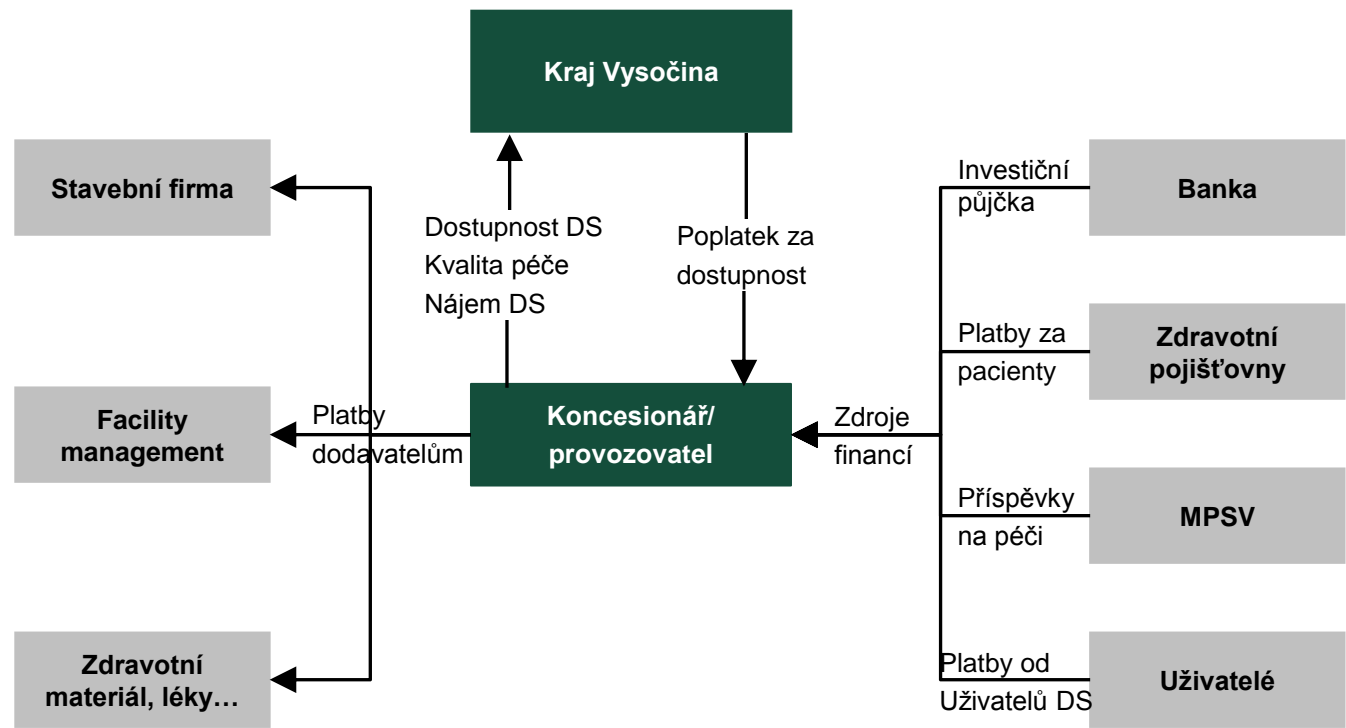 Kraj Vysočina
Stavební firma
Investiční
půjčka
Banka
Dostupnost DS
Kvalita péče
Nájem DS
Poplatek za
dostupnost
Platby za
pacienty
Zdravotní
pojišťovny
Facility
management
Platby
dodavatelům
Koncesionář/
provozovatel
Zdroje
financí
Příspěvky
na péči
MPSV
Zdravotní
materiál, léky…
Platby od
Uživatelů DS
Uživatelé